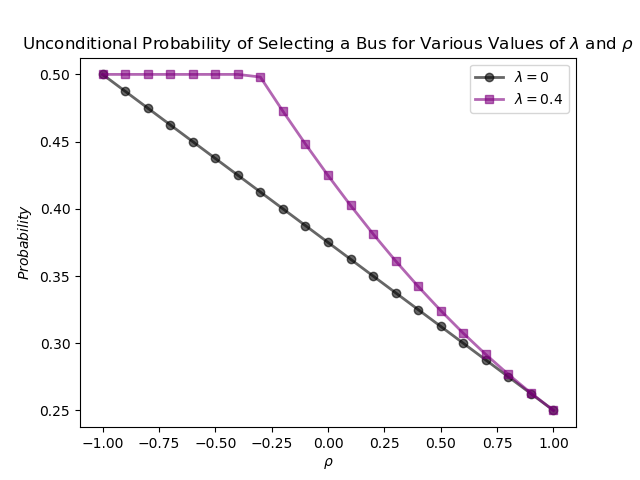 Unconditional Probability of Selecting a Bus for Various Values of λ and ρ
λ = 0
λ = 0.4
0.50
0.45
0.40
0.35
0.30
0.25
Probability
−1.00 −0.75 −0.50 −0.25 0.00 0.25 0.50 0.75 1.00
ρ